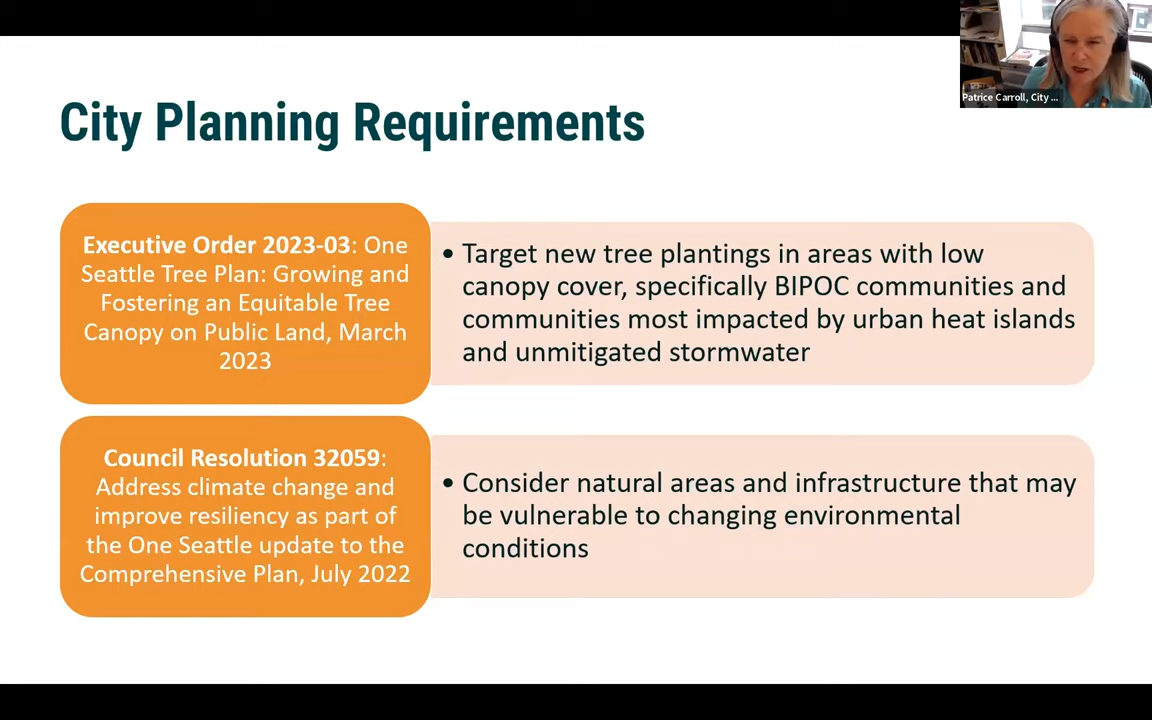 Patrice Carroll, City ...
City Planning Requirements
Executive Order 2023-03: One
Seattle Tree Plan: Growing and
Fostering an Equitable Tree
Canopy on Public Land, March
2023
• Target new tree plantings in areas with low
canopy cover, specifically BIPOC communities and
communities most impacted by urban heat islands
and unmitigated stormwater
Council Resolution 32059:
Address climate change and
improve resiliency as part of
the One Seattle update to the
Comprehensive Plan, July 2022
• Consider natural areas and infrastructure that may
be vulnerable to changing environmental
conditions